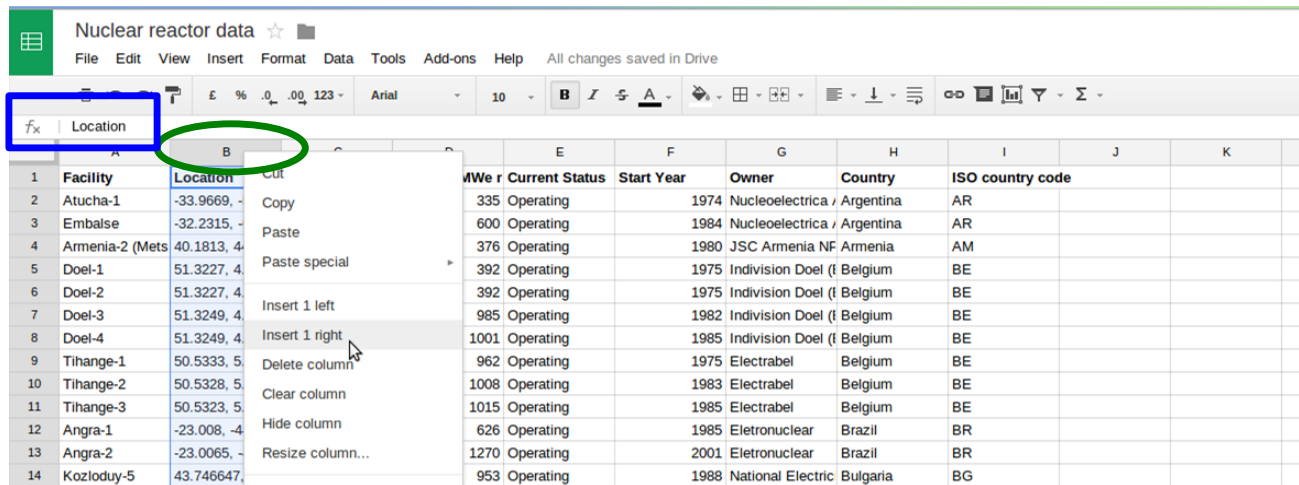 Nuclear reactor data
File Edit View Insert Format Data Tools Add-ons Help All changes saved in Drive
£ % .0 .00 123 Arial 10 B I S A Σ
fx Location
A B C D E F G H I J K
1 Facility Location MWe Current Status Start Year Owner Country ISO country code
2 Atucha-1 -33.9669, - 335 Operating 1974 Nucleoelectrica Argentina AR
3 Embalse -32.2315, - 600 Operating 1984 Nucleoelectrica Argentina AR
4 Armenia-2 (Mets 40.1813, 4 376 Operating 1980 JSC Armenia NP Armenia AM
5 Doel-1 51.3227, 4. 392 Operating 1975 Indivision Doel (E Belgium BE
6 Doel-2 51.3227, 4. 392 Operating 1975 Indivision Doel (E Belgium BE
7 Doel-3 51.3249, 4. 985 Operating 1982 Indivision Doel (E Belgium BE
8 Doel-4 51.3249, 4. 1001 Operating 1985 Indivision Doel (E Belgium BE
9 Tihange-1 50.5333, 5. 962 Operating 1975 Electrabel Belgium BE
10 Tihange-2 50.5328, 5. 1008 Operating 1983 Electrabel Belgium BE
11 Tihange-3 50.5323, 5. 1015 Operating 1985 Electrabel Belgium BE
12 Angra-1 -23.008, -4 626 Operating 1985 Eletronuclear Brazil BR
13 Angra-2 -23.0065, - 1270 Operating 2001 Eletronuclear Brazil BR
14 Kozloduy-5 43.746647, 953 Operating 1988 National Electric Bulgaria BG
Cut
Copy
Paste
Paste special
Insert 1 left
Insert 1 right
Delete column
Clear column
Hide column
Resize column...